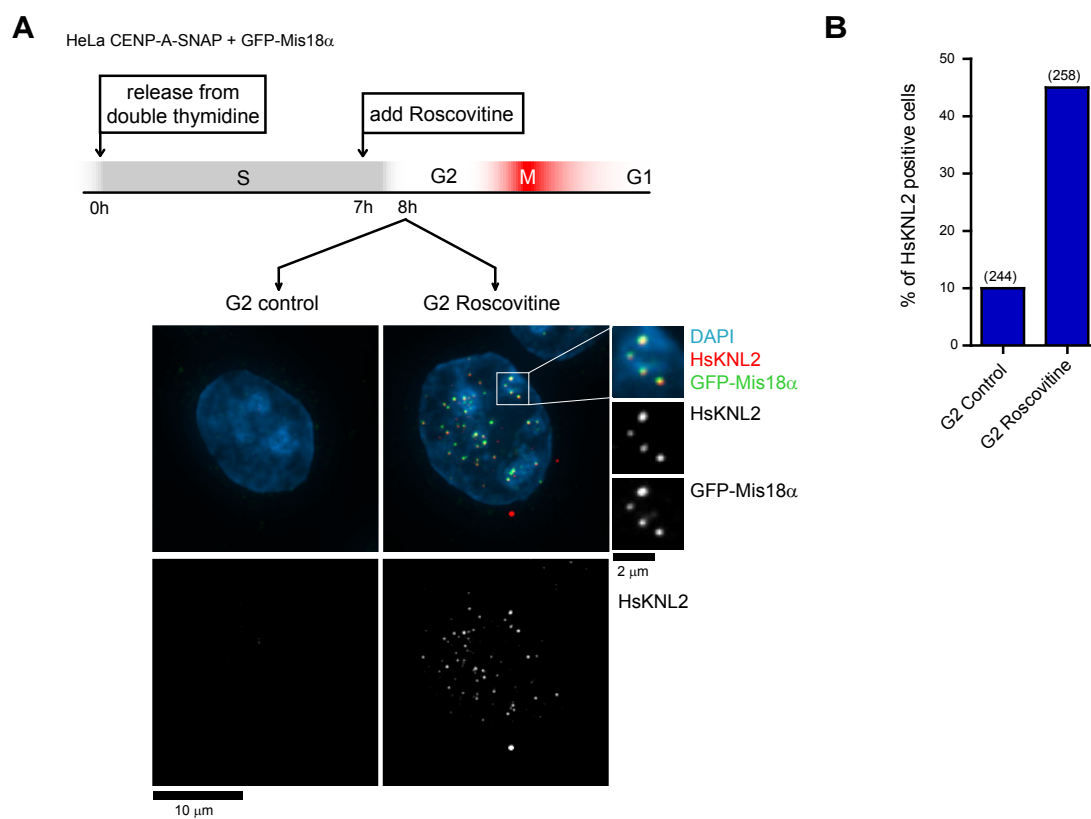 A
HeLa CENP-A-SNAP + GFP-Mis18α
release from
double thymidine
add Roscovitine
S
G2
M
G1
0h
7h
8h
G2 control
G2 Roscovitine
DAPI
HsKNL2
GFP-Mis18α
HsKNL2
GFP-Mis18α
2 μm
HsKNL2
10 μm
B
% of HsKNL2 positive cells
50
40
30
20
10
0
(244)
(258)
G2 Control
G2 Roscovitine